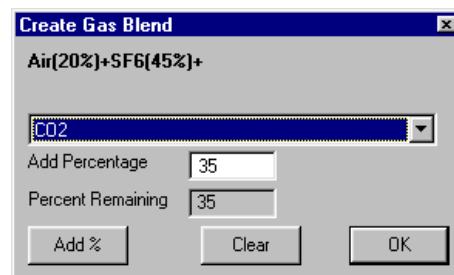 Create Gas Blend
Air(20%)+SF6(45%)+
CO2
Add Percentage 35
Percent Remaining 35
Add % Clear OK